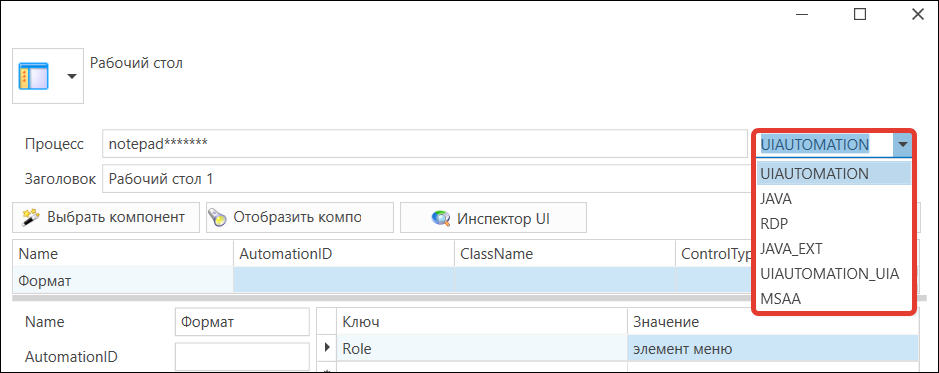 Рабочий стол
Процесс notepad******* UIAUTOMATION
Заголовок Рабочий стол 1
UIAUTOMATION
JAVA
RDP
JAVA_EXT
UIAUTOMATION_UIA
MSAA
Выбрать компонент Отобразить компо Инспектор UI
Name AutomationID ClassName ControlTyp
Формат
Name Формат
AutomationID
Ключ Значение
Role элемент меню